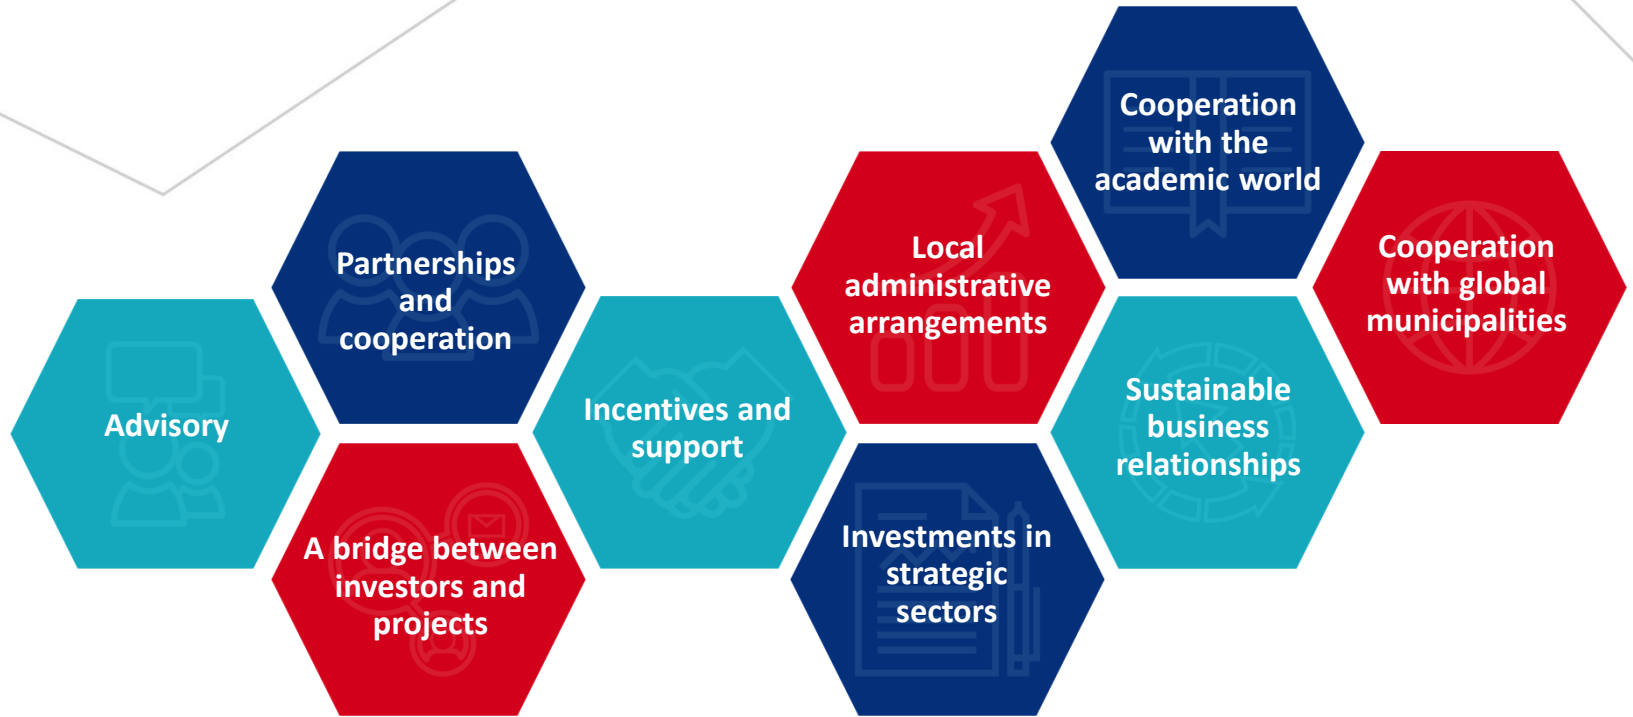 Advisory
Partnerships
and
cooperation
A bridge between
investors and
projects
Incentives and
support
Local
administrative
arrangements
Investments in
strategic
sectors
Cooperation
with the
academic world
Sustainable
business
relationships
Cooperation
with global
municipalities